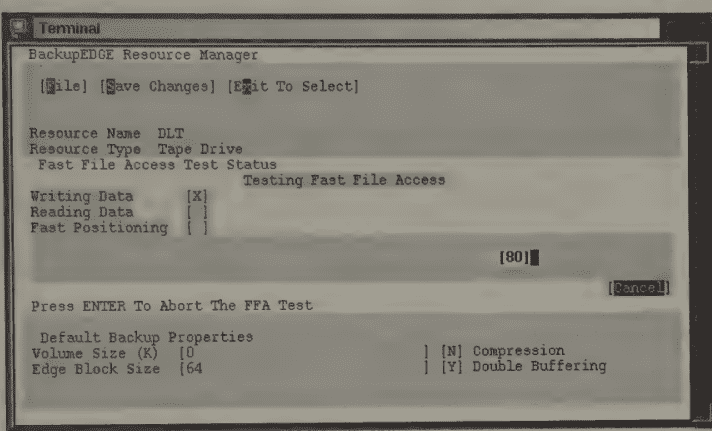 Terminal
BackupEDGE Resource Manager
[File] [Save Changes] [Exit To Select]
Resource Name DLT
Resource Type Tape Drive
Fast File Access Test Status
Testing Fast File Access
Writing Data [X]
Reading Data [ ]
Fast Positioning [ ]
[80]
[Cancel]
Press ENTER To Abort The FFA Test
Default Backup Properties
Volume Size (K) [0 ] [N] Compression
Edge Block Size [64 ] [Y] Double Buffering